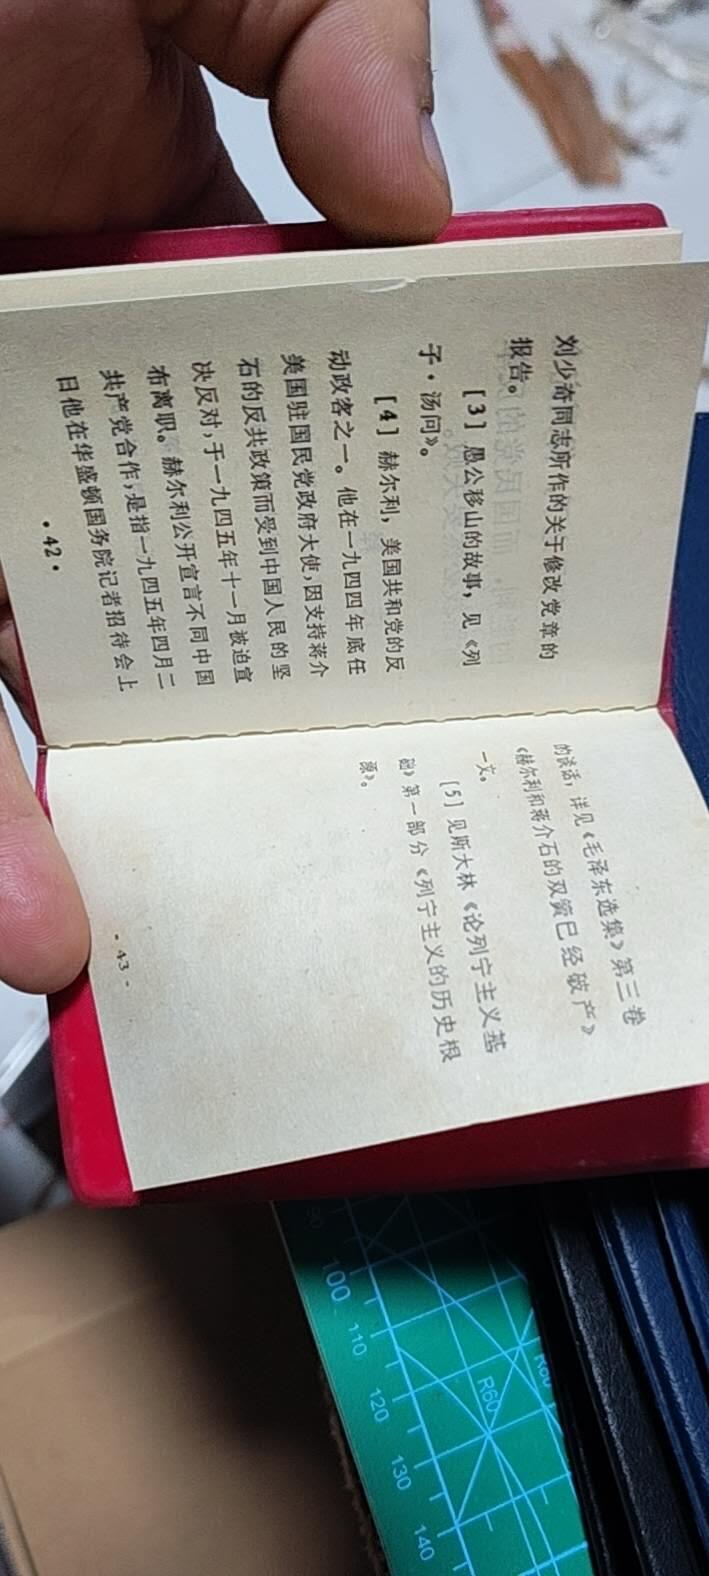 刘少奇同志所作的关于修改党章的
报告。
[3] 愚公移山的故事，见《列
子·汤问》。
[4] 赫尔利，美国共和党的反
动政客之一。他在一九四四年底任
美国驻国民党政府大使，因支持蒋介
石的反共政策而受到中国人民的坚
决反对，于一九四五年十一月被迫宣
布离职。赫尔利公开宣言不同中国
共产党合作，是指一九四五年四月二
日他在华盛顿国务院记者招待会上
·42·
的谈话，详见《毛泽东选集》第三卷
《赫尔利和蒋介石的双簧已经破产》
一文。
[5] 见斯大林《论列宁主义基
础》第一部分《列宁主义的历史根
源》。
·43·
90
100
110
120
130
140
R60